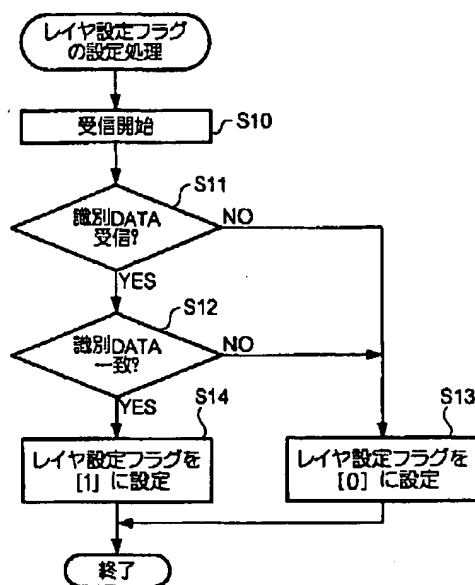 レイヤ設定フラグ
の設定処理
受信開始
S10
S11
識別DATA
受信?
NO
YES
S12
識別DATA
一致?
NO
YES
S14
S13
レイヤ設定フラグを
[1」に設定
レイヤ設定フラグを
[0] に設定
終了